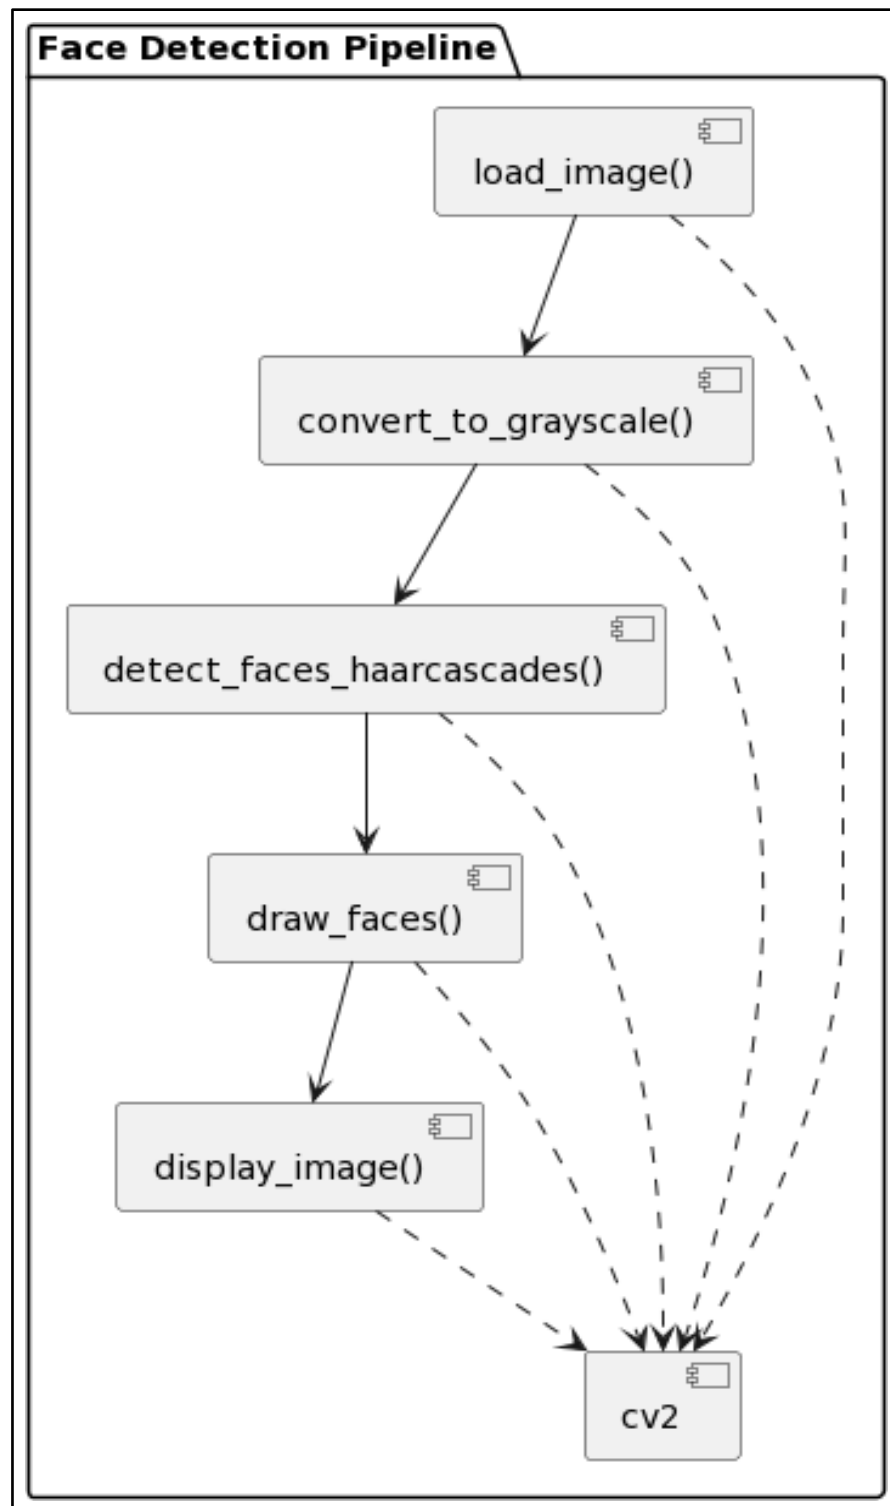 Face Detection Pipeline
load_image()
convert_to_grayscale()
detect_faces_haarcascades()
draw_faces()
display_image()
cv2